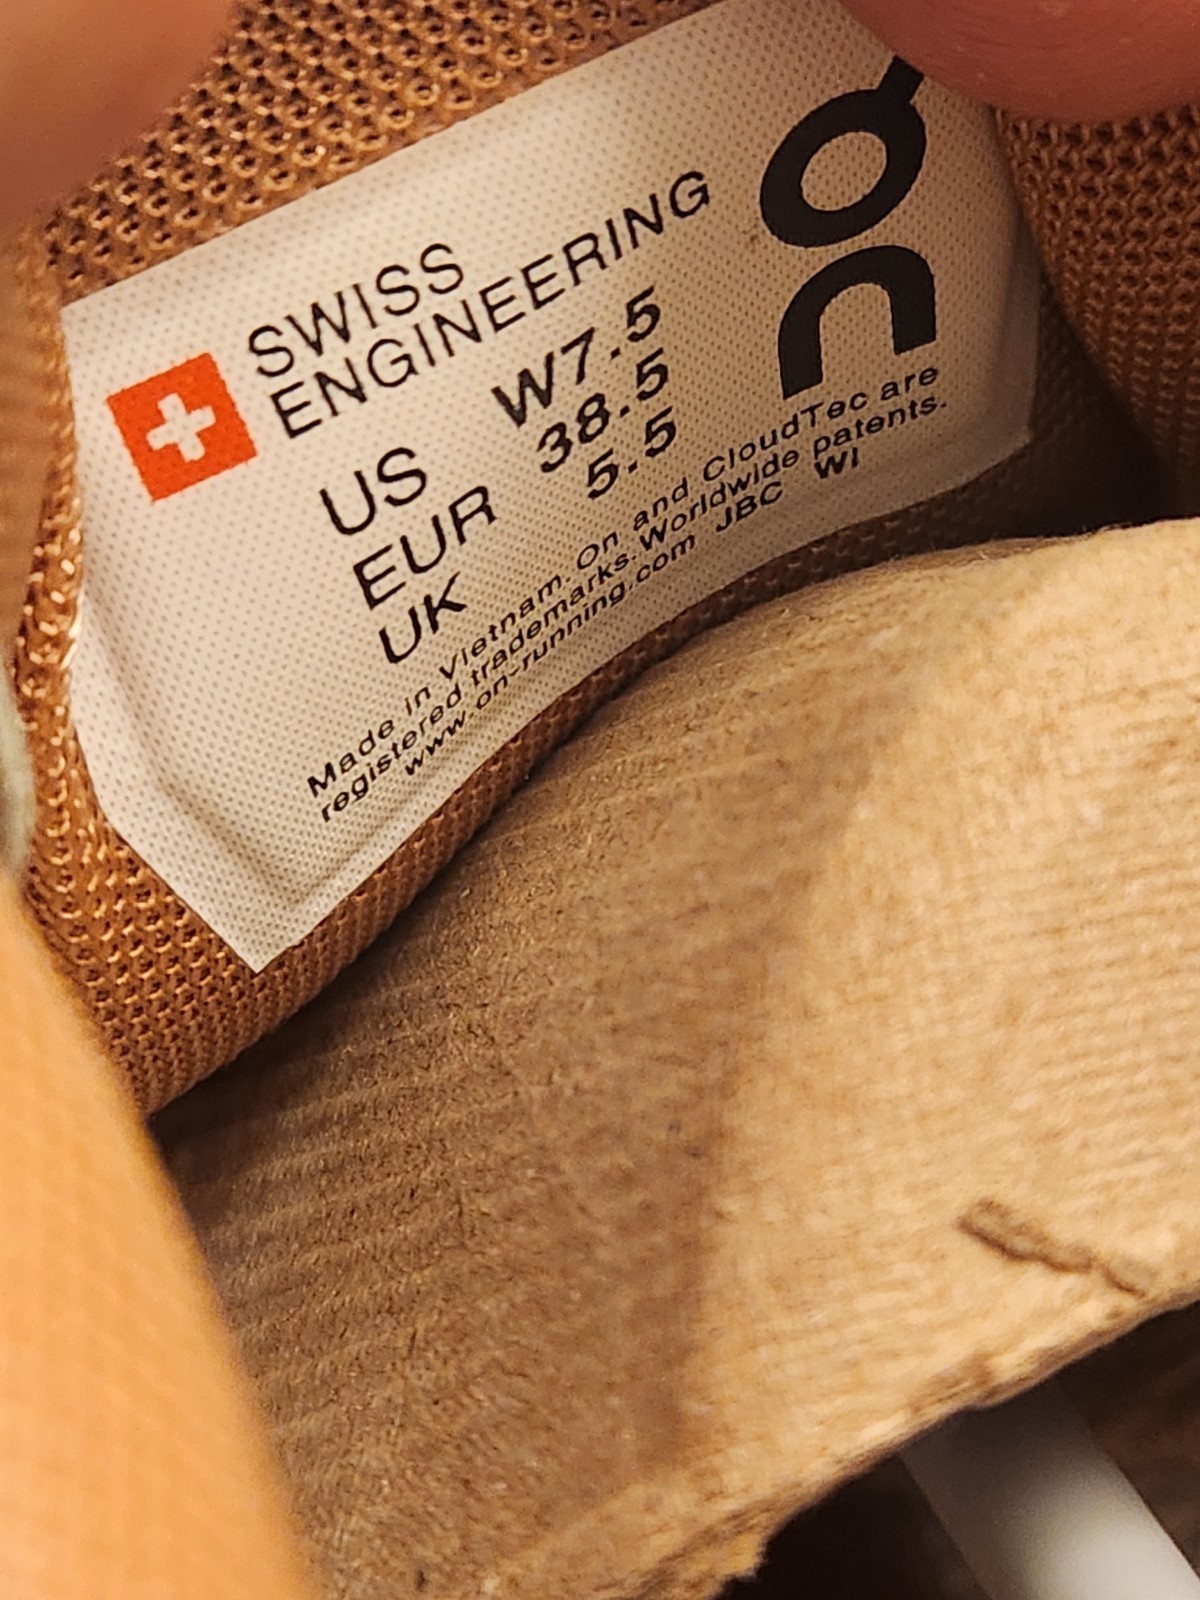 SWISS
ENGINEERING
On
US W7.5
EUR 38.5
UK 5.5
Made in Vietnam. On and CloudTec are
registered trademarks. Worldwide patents.
www.on-running.com JBC WI